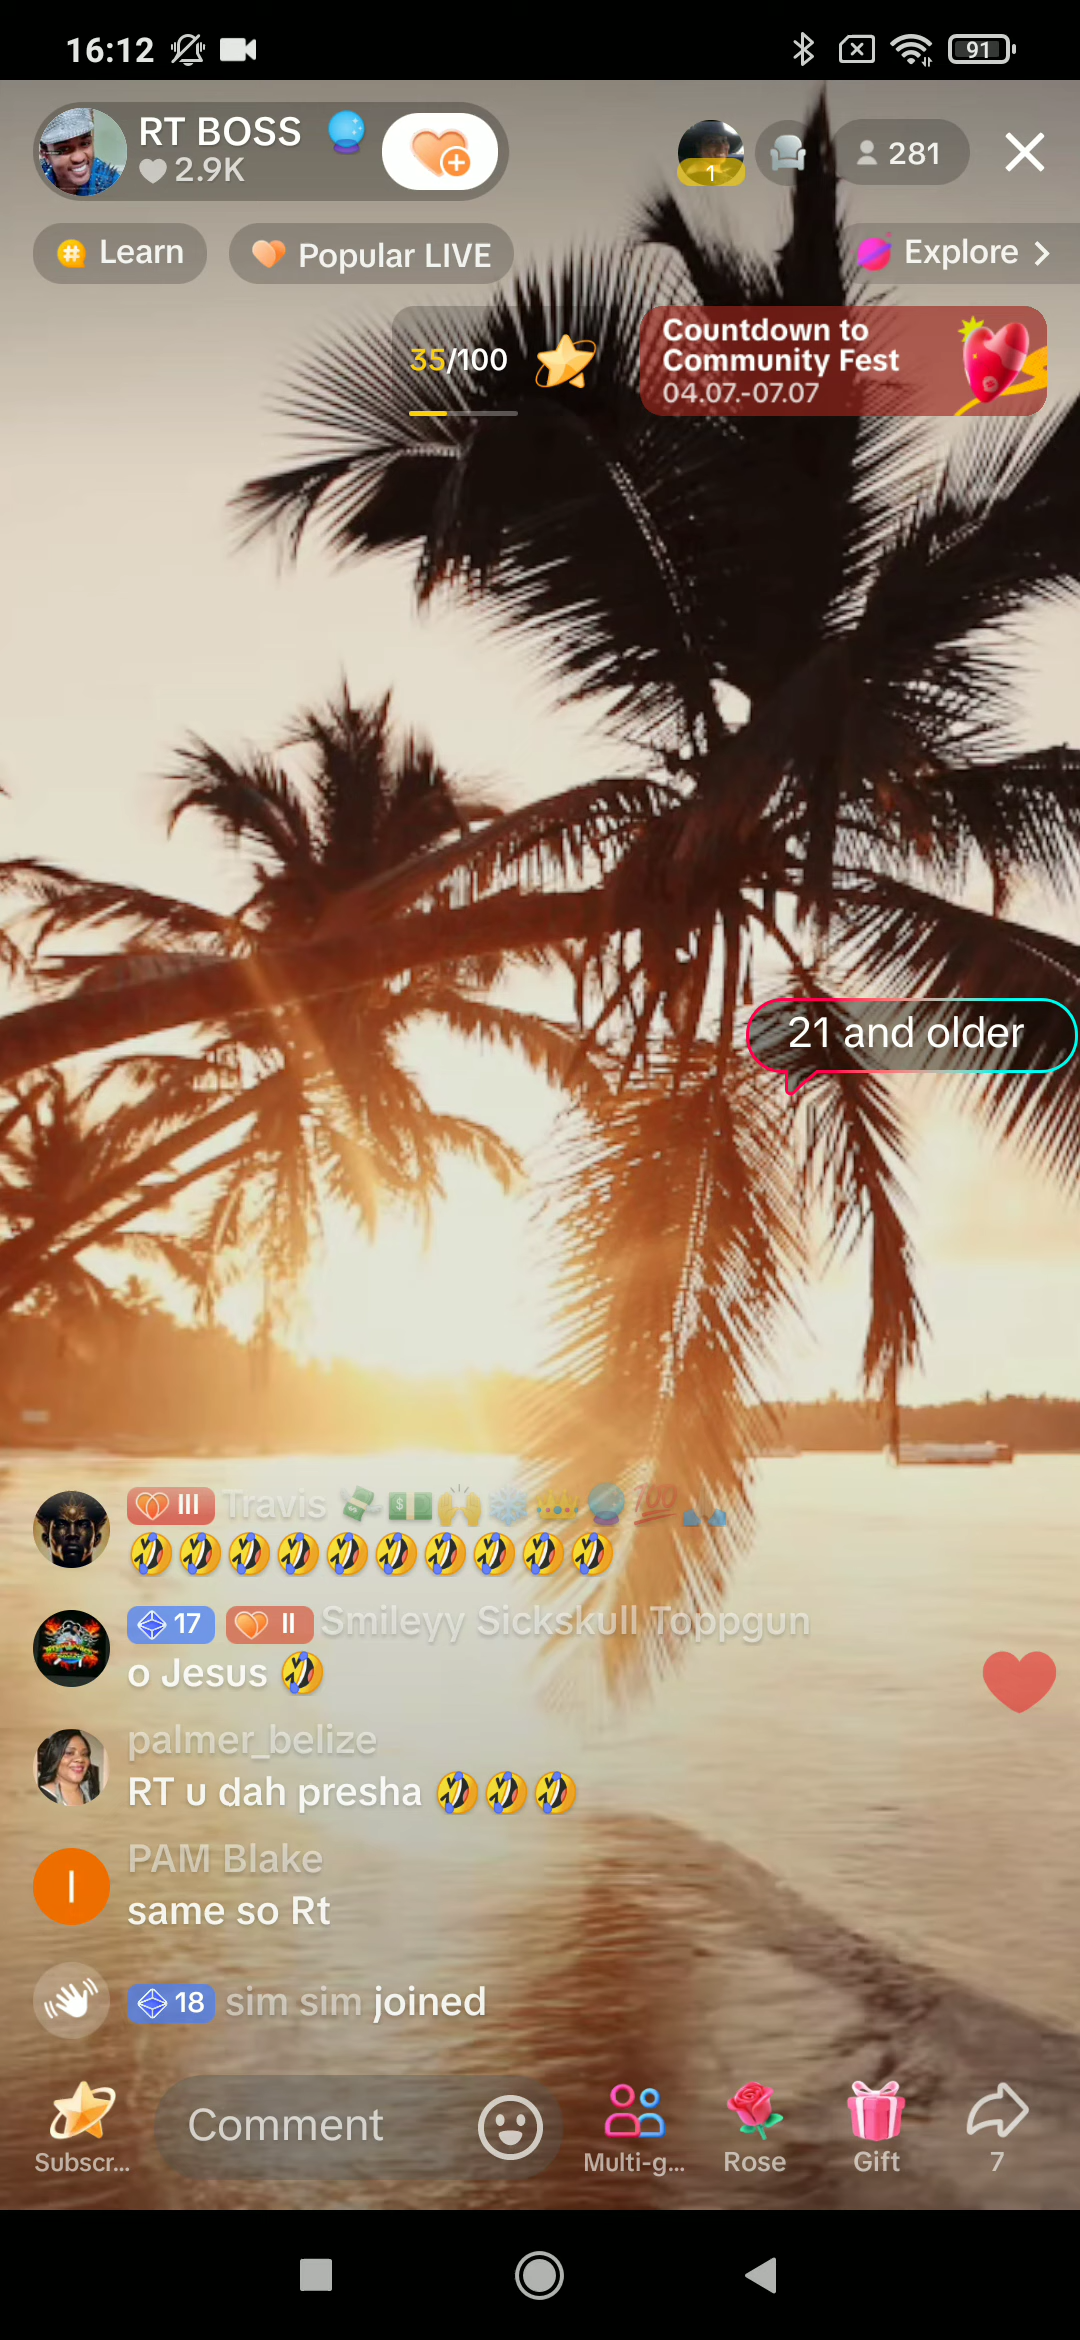 16:12
91
RT BOSS 🔮
2.9K
1
281
Learn
Popular LIVE
Explore
35/100
Countdown to
Community Fest
04.07.-07.07
21 and older
III Travis 💸💵🙌❄️👑🔮💯🙏
🤣🤣🤣🤣🤣🤣🤣🤣🤣🤣
17 II Smileyy Sickskull Toppgun
o Jesus 🤣
palmer_belize
RT u dah presha 🤣🤣🤣
I
PAM Blake
same so Rt
18 sim sim joined
Comment
Subscr...
Multi-g...
Rose
Gift
7